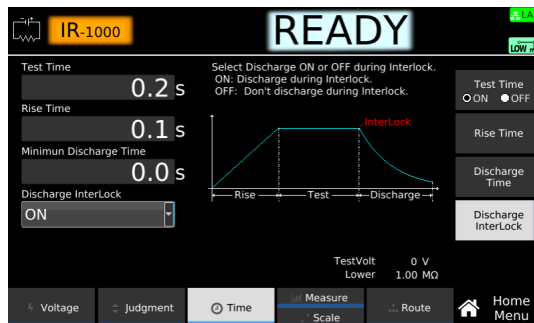 IR-1000
READY
LA
LOW
Test Time
0.2 s
Rise Time
0.1 s
Minimun Discharge Time
0.0 s
Discharge InterLock
ON
Select Discharge ON or OFF during Interlock.
ON: Discharge during Interlock.
OFF: Don't discharge during Interlock.
InterLock
Rise
Test
Discharge
TestVolt 0 V
Lower 1.00 MΩ
Test Time
ON OFF
Rise Time
Discharge
Time
Discharge
InterLock
Voltage
Judgment
Time
Measure
Scale
Route
Home
Menu